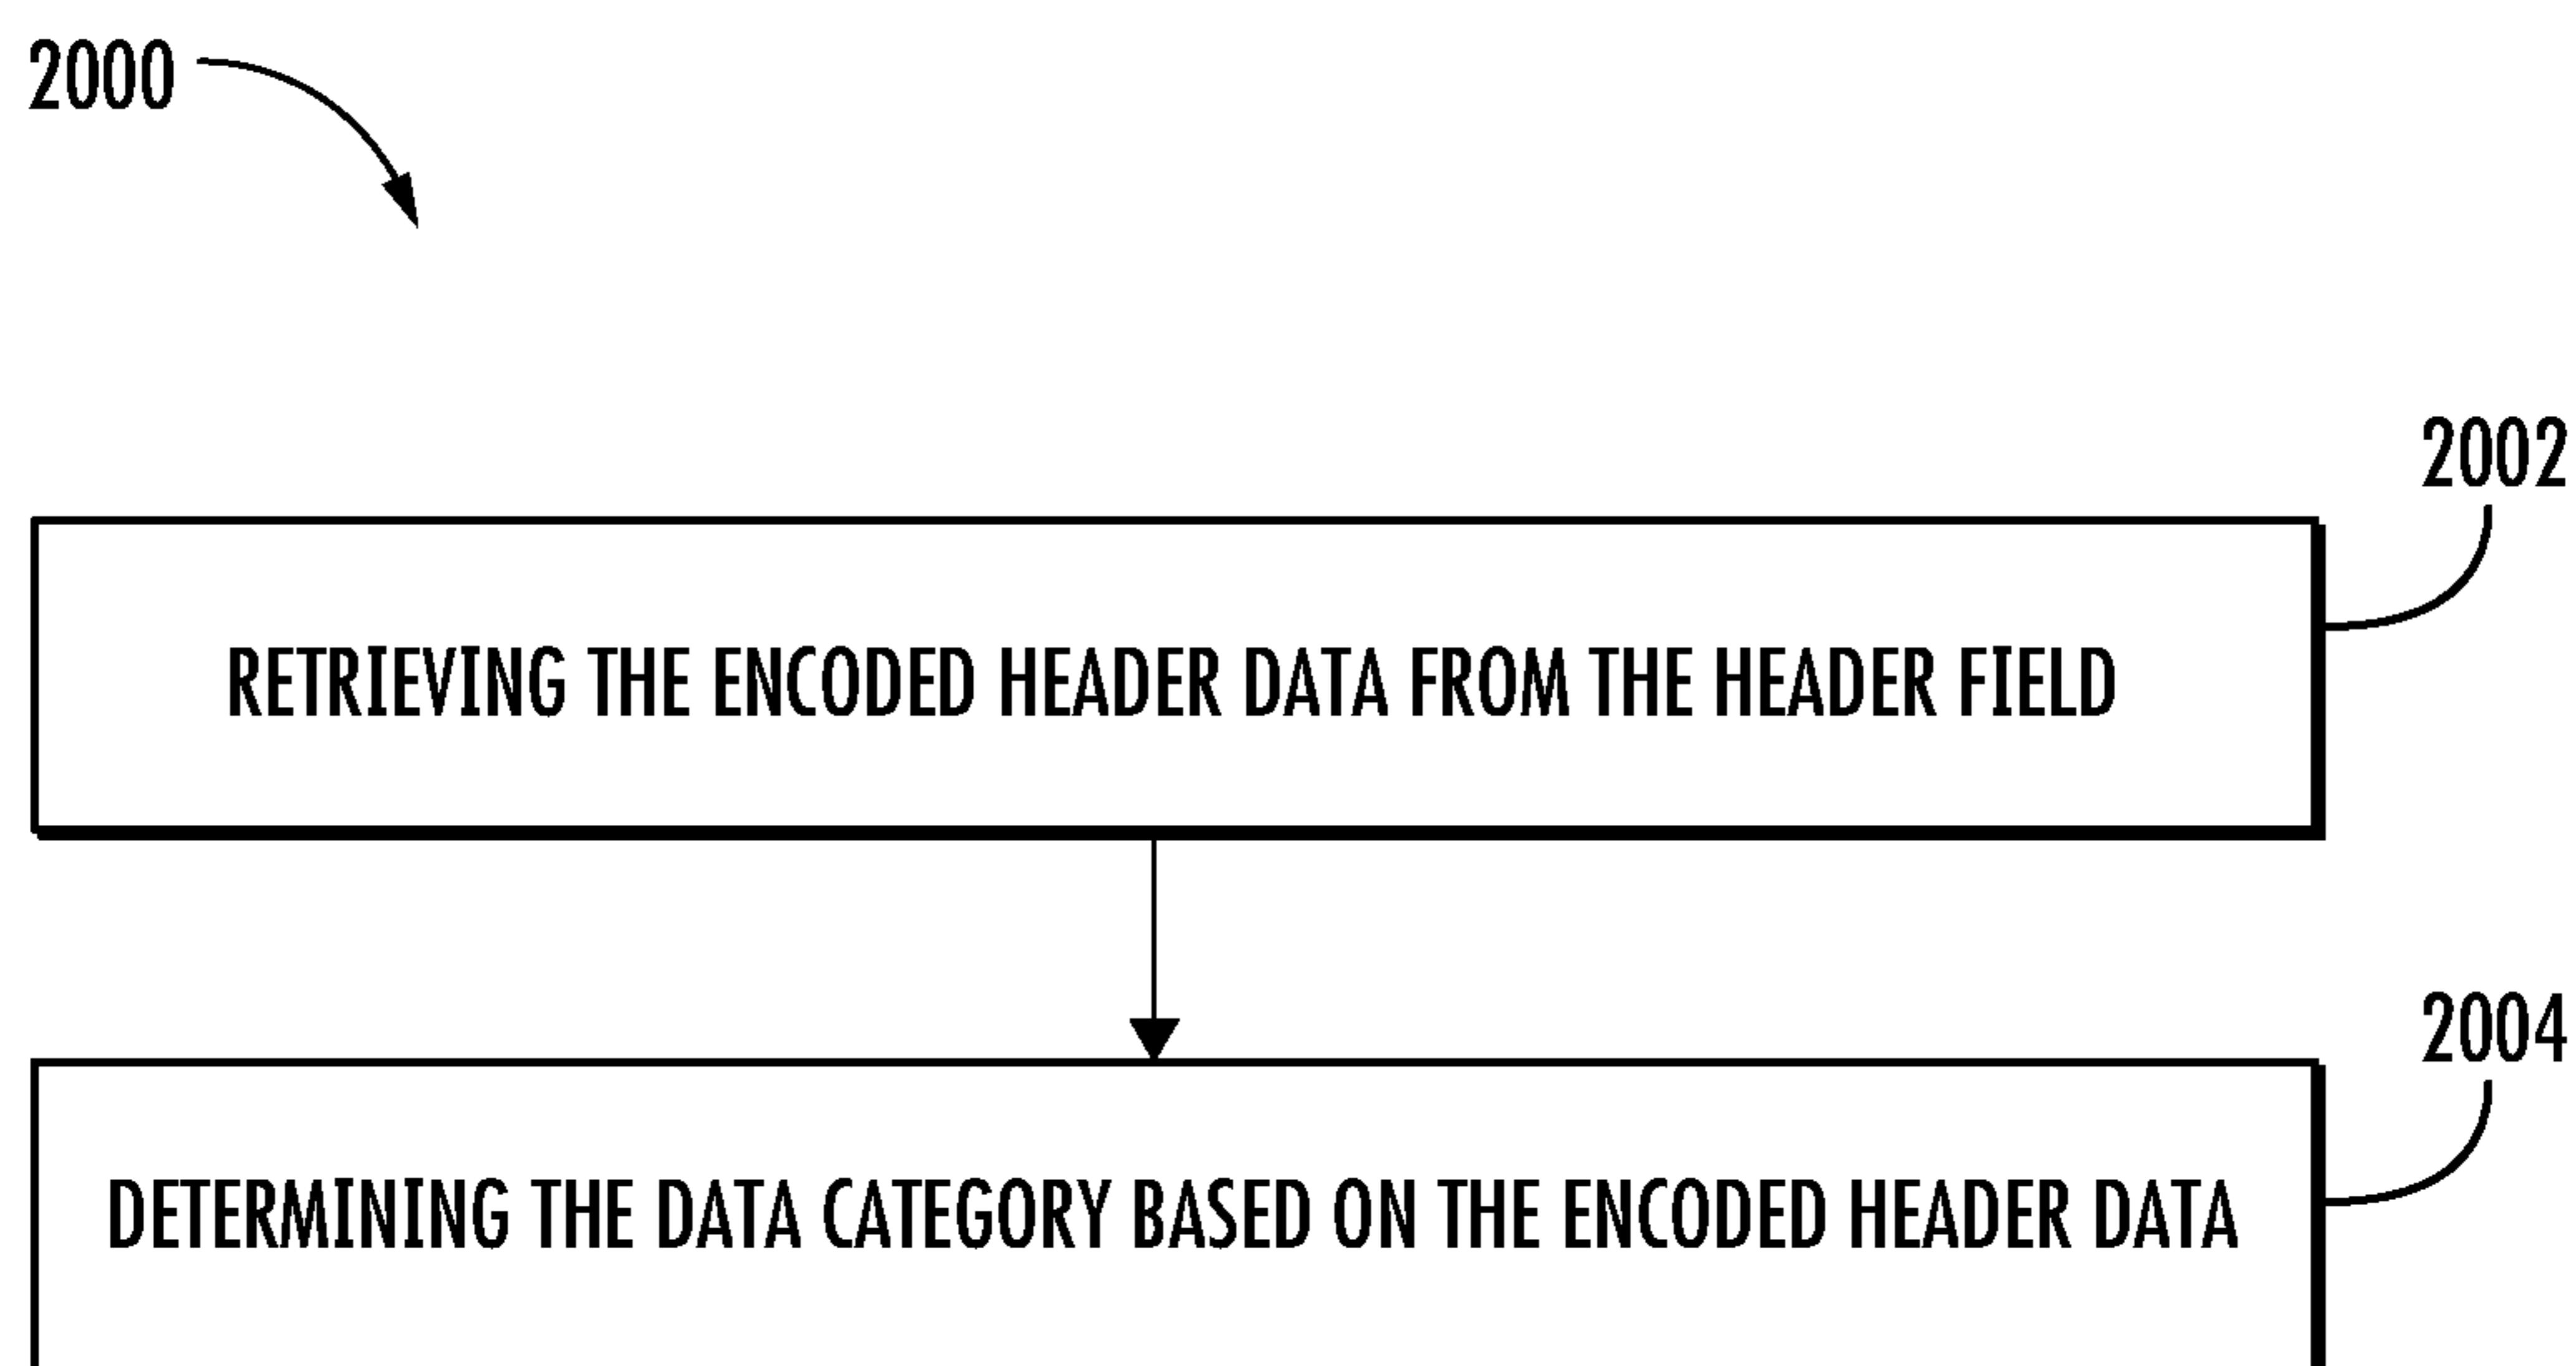 2000
2002
RETRIEVING THE ENCODED HEADER DATA FROM THE HEADER FIELD
2004
DETERMINING THE DATA CATEGORY BASED ON THE ENCODED HEADER DATA